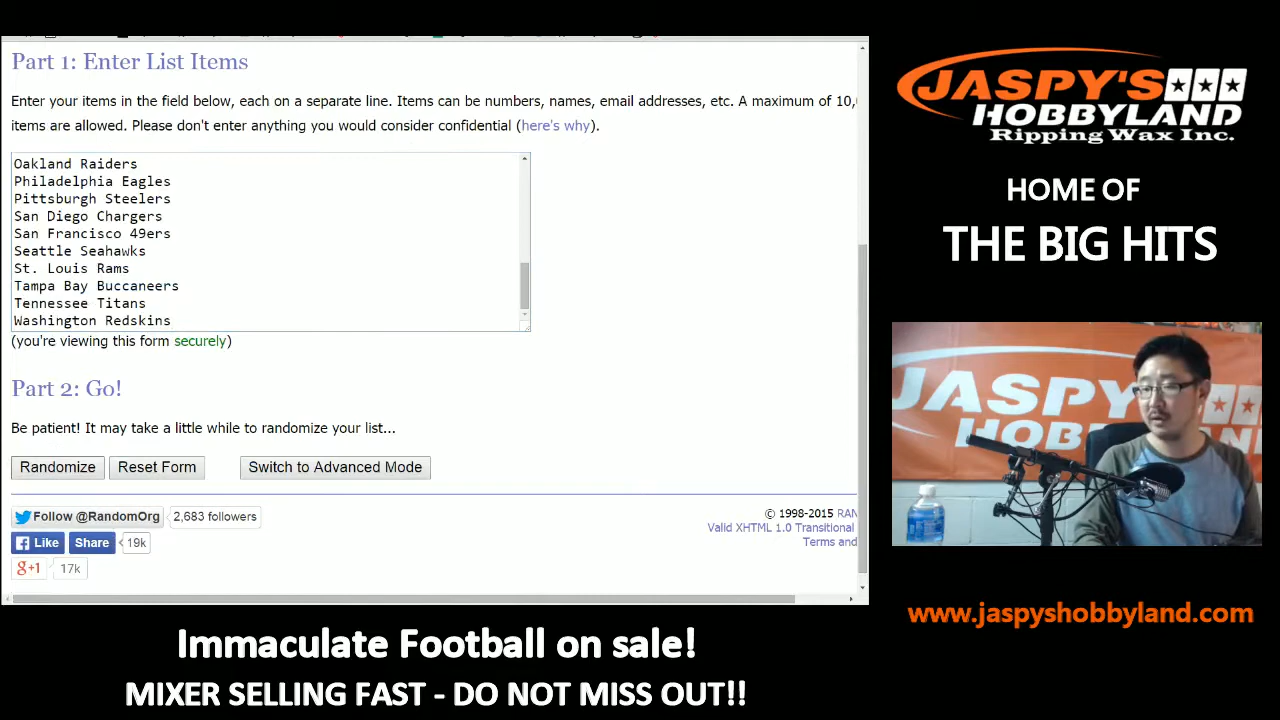 Part 1: Enter List Items
Enter your items in the field below, each on a separate line. Items can be numbers, names, email addresses, etc. A maximum of 10,
items are allowed. Please don't enter anything you would consider confidential (here's why).
Oakland Raiders
Philadelphia Eagles
Pittsburgh Steelers
San Diego Chargers
San Francisco 49ers
Seattle Seahawks
St. Louis Rams
Tampa Bay Buccaneers
Tennessee Titans
Washington Redskins
(you're viewing this form securely)
Part 2: Go!
Be patient! It may take a little while to randomize your list...
Randomize Reset Form Switch to Advanced Mode
Follow @RandomOrg 2,683 followers
Like Share 19k
g+1 17k
© 1998-2015 RAN
Valid XHTML 1.0 Transitional
Terms and
JASPY'S
HOBBYLAND
Ripping Wax Inc.
HOME OF
THE BIG HITS
JASPY
HOBB
www.jaspyshobbyland.com
Immaculate Football on sale!
MIXER SELLING FAST - DO NOT MISS OUT!!